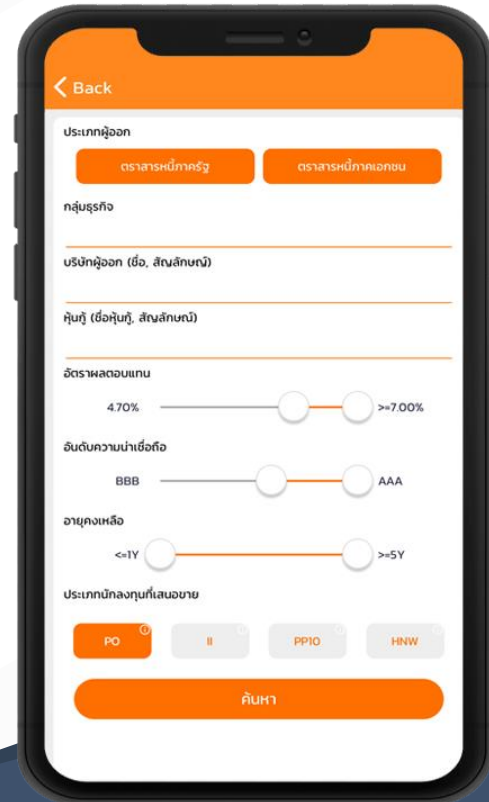 Back
ประเภทผู้ออก
ตราสารหนี้ภาครัฐ ตราสารหนี้ภาคเอกชน
กลุ่มธุรกิจ
บริษัทผู้ออก (ชื่อ, สัญลักษณ์)
หุ้นกู้ (ชื่อหุ้นกู้, สัญลักษณ์)
อัตราผลตอบแทน
4.70% >=7.00%
อันดับความน่าเชื่อถือ
BBB AAA
อายุคงเหลือ
<=1Y >=5Y
ประเภทนักลงทุนที่เสนอขาย
PO II PP10 HNW
ค้นหา